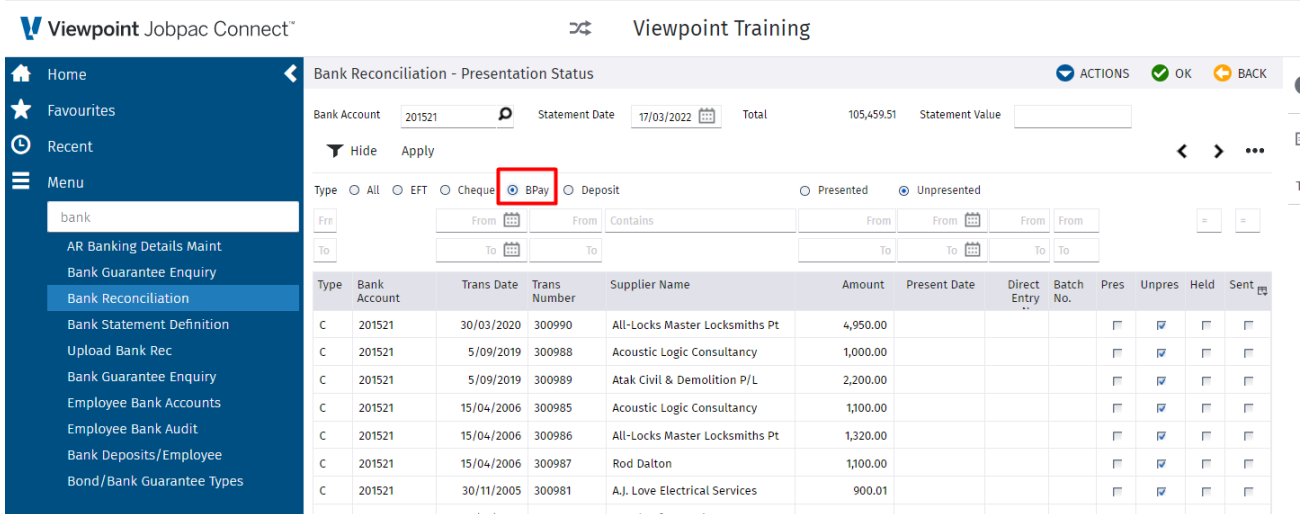 Viewpoint Jobpac Connect™
Viewpoint Training
Home
Favourites
Recent
Menu
bank
AR Banking Details Maint
Bank Guarantee Enquiry
Bank Reconciliation
Bank Statement Definition
Upload Bank Rec
Bank Guarantee Enquiry
Employee Bank Accounts
Employee Bank Audit
Bank Deposits/Employee
Bond/Bank Guarantee Types
Bank Reconciliation - Presentation Status
ACTIONS OK BACK
Bank Account 201521 Statement Date 17/03/2022 Total 105,459.51 Statement Value
Hide Apply
Type All EFT Cheque BPay Deposit Presented Unpresented
From From Contains From From From From = =
To To To To To To To
Type Bank Account Trans Date Trans Number Supplier Name Amount Present Date Direct Entry Batch No. Pres Unpres Held Sent
C 201521 30/03/2020 300990 All-Locks Master Locksmiths Pt 4,950.00
C 201521 5/09/2019 300988 Acoustic Logic Consultancy 1,000.00
C 201521 5/09/2019 300989 Atak Civil & Demolition P/L 2,200.00
C 201521 15/04/2006 300985 Acoustic Logic Consultancy 1,100.00
C 201521 15/04/2006 300986 All-Locks Master Locksmiths Pt 1,320.00
C 201521 15/04/2006 300987 Rod Dalton 1,100.00
C 201521 30/11/2005 300981 A.J. Love Electrical Services 900.01